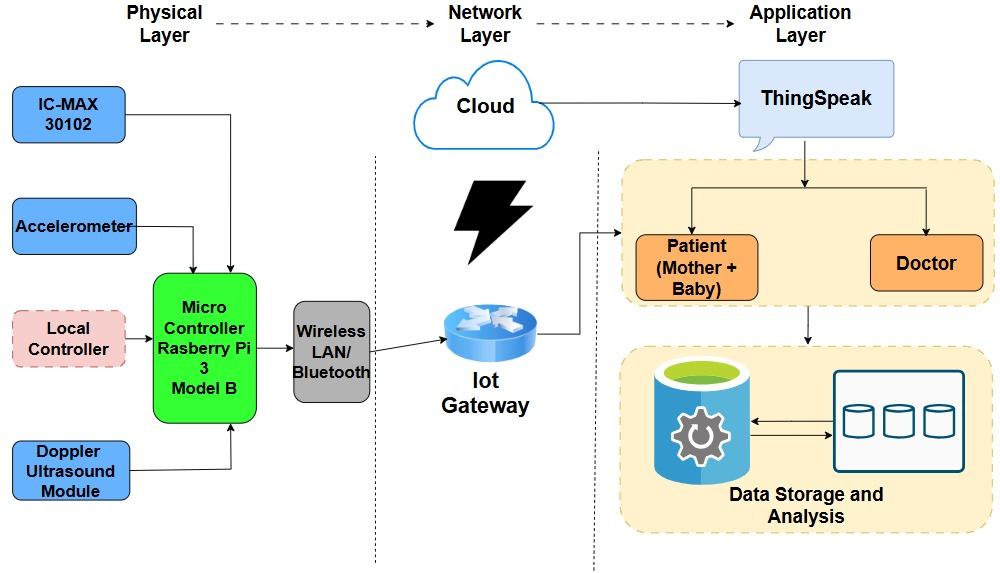 Physical
Layer
Network
Layer
Application
Layer
IC-MAX
30102
Cloud
ThingSpeak
Accelerometer
Patient
(Mother +
Baby)
Doctor
Local
Controller
Micro
Controller
Rasberry Pi
3
Model B
Wireless
LAN/
Bluetooth
Iot
Gateway
Doppler
Ultrasound
Module
Data Storage and
Analysis